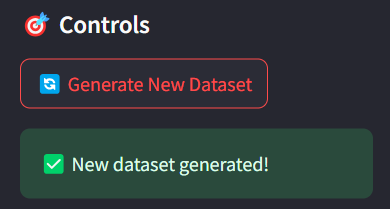 Controls
Generate New Dataset
New dataset generated!